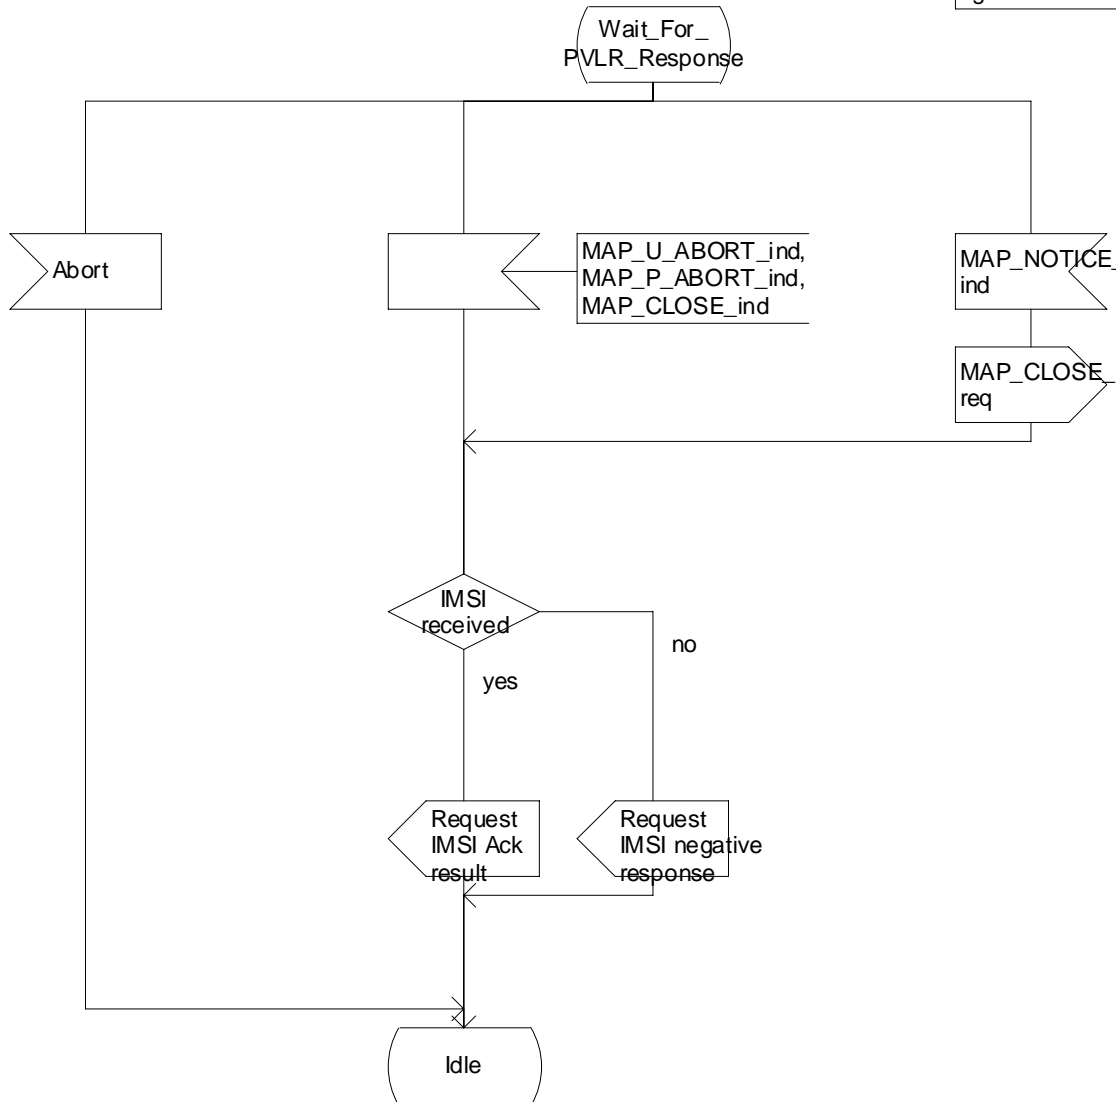 Wait_For_
PVLR_Response
Abort
MAP_U_ABORT_ind,
MAP_P_ABORT_ind,
MAP_CLOSE_ind
MAP_NOTICE_
ind
MAP_CLOSE_
req
IMSI
received
no
yes
Request
IMSI Ack
result
Request
IMSI negative
response
Idle